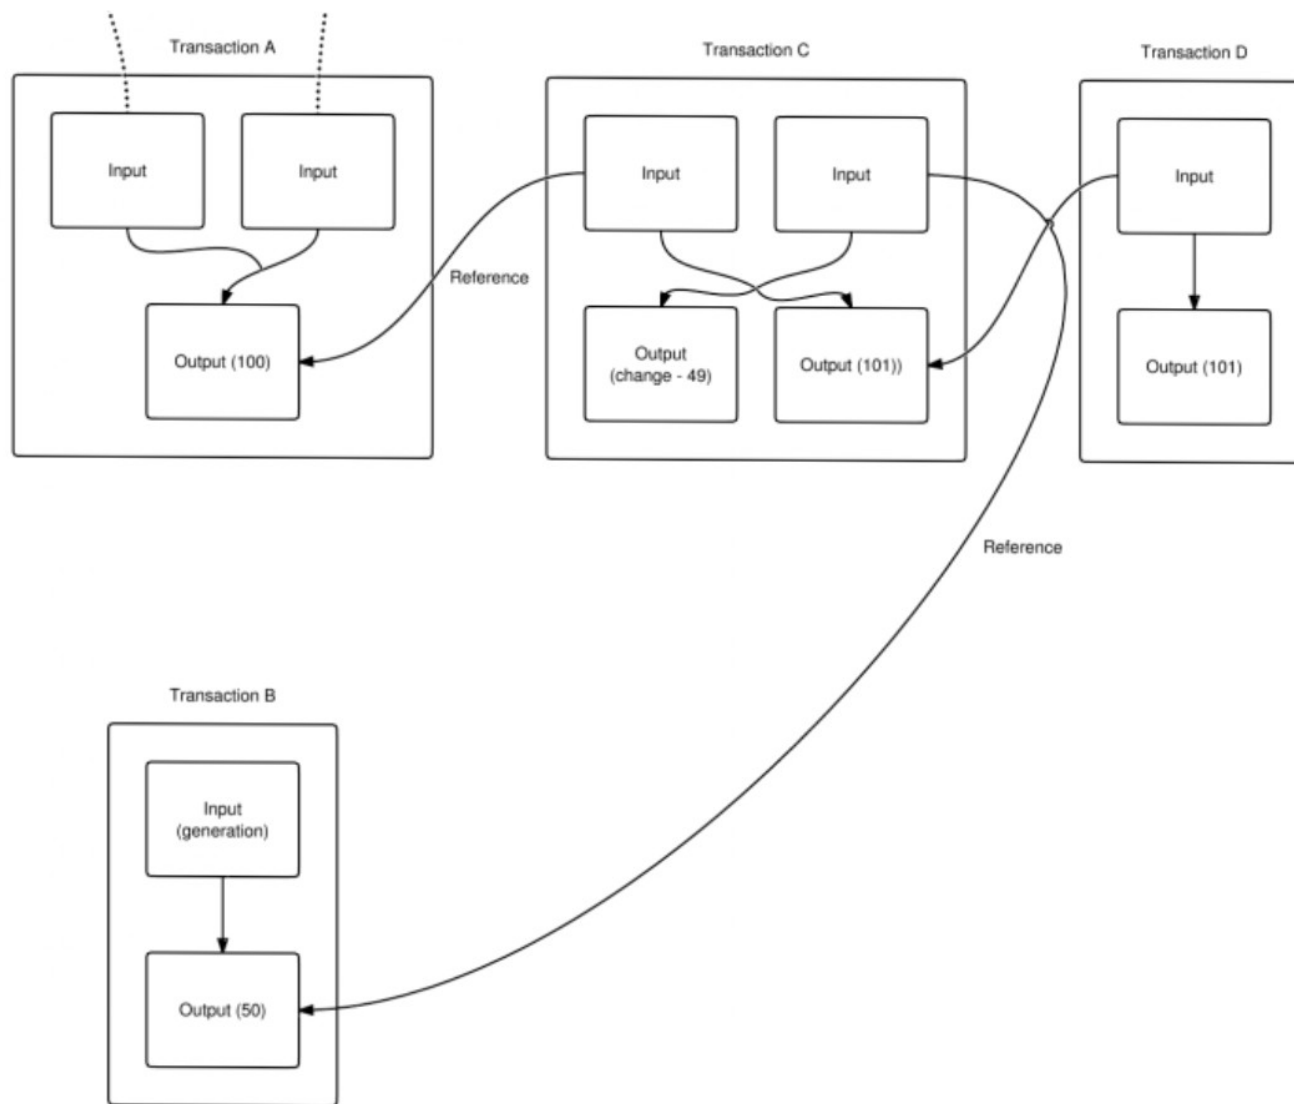 Transaction A
Input
Input
Output (100)
Reference
Transaction C
Input
Input
Output
(change - 49)
Output (101))
Transaction D
Input
Output (101)
Reference
Transaction B
Input
(generation)
Output (50)